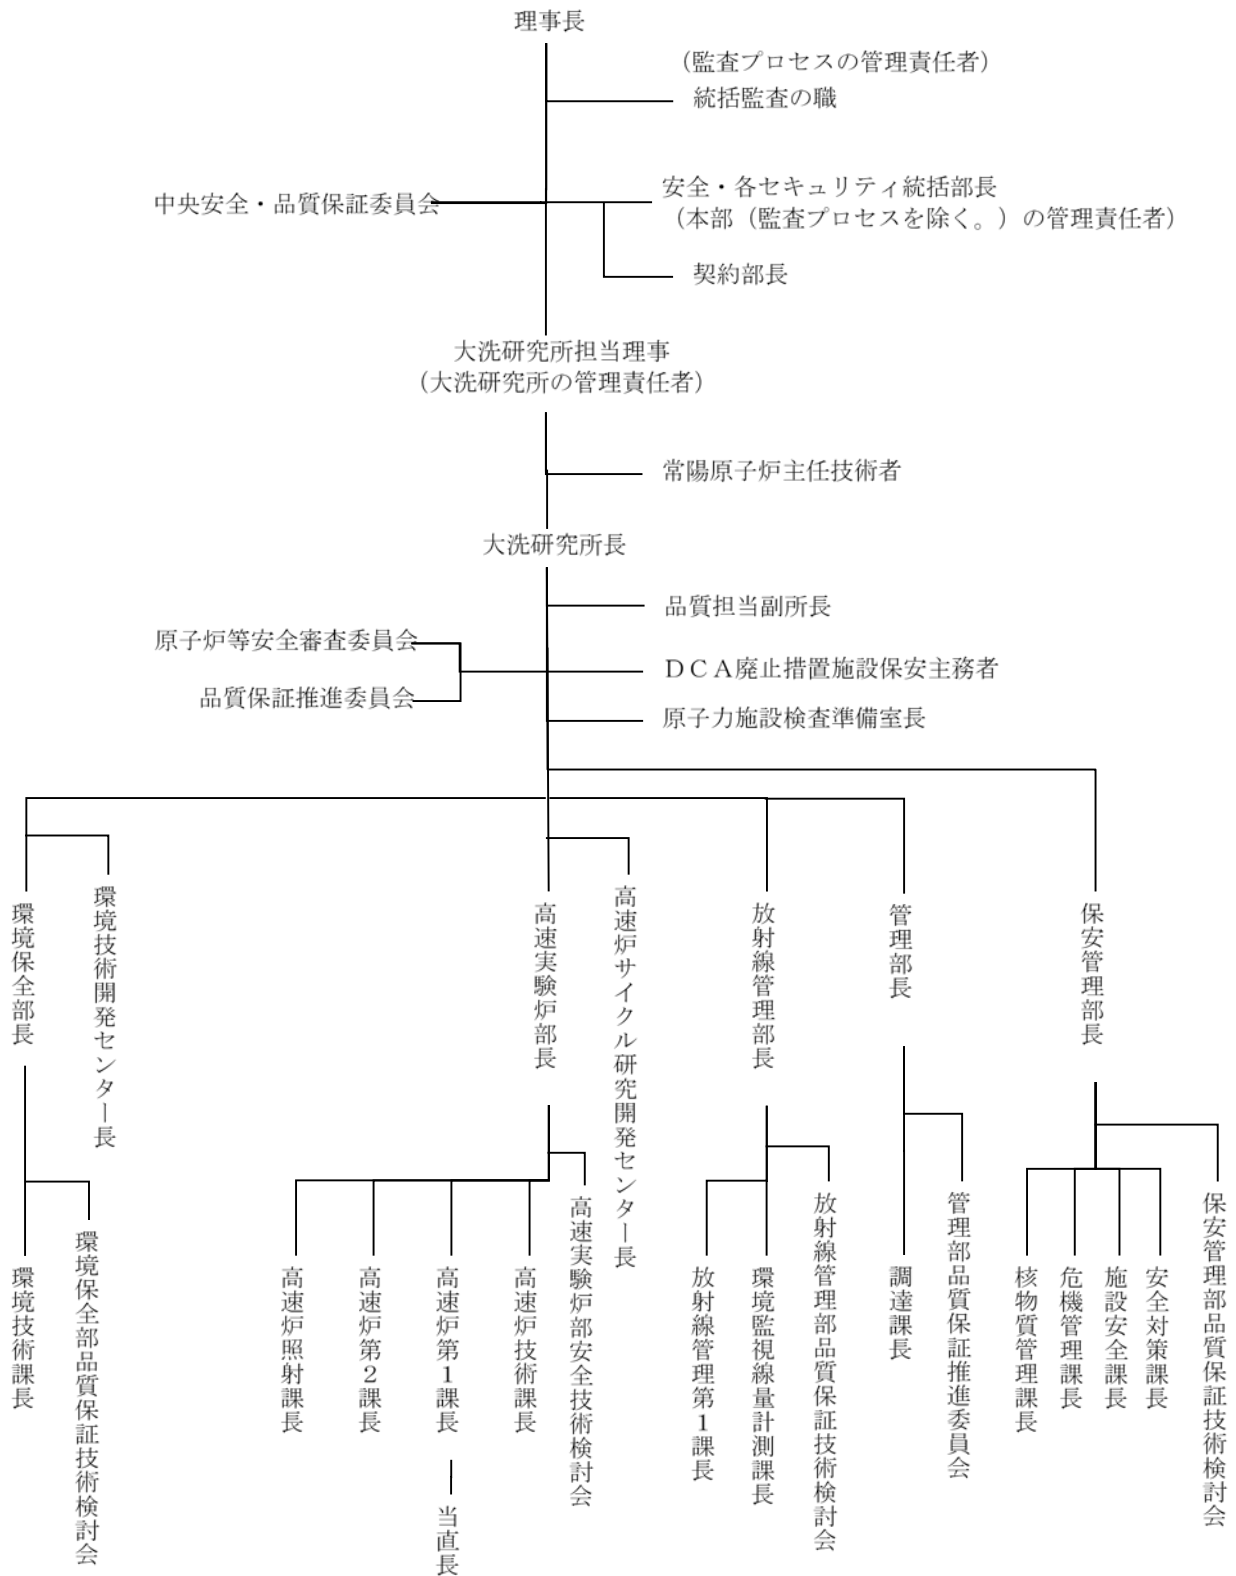 理事長
（監査プロセスの管理責任者）
統括監査の職
中央安全・品質保証委員会
安全・各セキュリティ統括部長
（本部（監査プロセスを除く。）の管理責任者）
契約部長
大洗研究所担当理事
（大洗研究所の管理責任者）
常陽原子炉主任技術者
大洗研究所長
品質担当副所長
原子炉等安全審査委員会
品質保証推進委員会
ＤＣＡ廃止措置施設保安主務者
原子力施設検査準備室長
環境保全部長
環境技術開発センター長
高速実験炉部長
高速炉サイクル研究開発センター長
放射線管理部長
管理部長
保安管理部長
環境技術課長
環境保全部品質保証技術検討会
高速炉照射課長
高速炉第２課長
高速炉第１課長
高速炉技術課長
高速実験炉部安全技術検討会
放射線管理第１課長
環境監視線量計測課長
放射線管理部品質保証技術検討会
調達課長
管理部品質保証推進委員会
核物質管理課長
危機管理課長
施設安全課長
安全対策課長
保安管理部品質保証技術検討会
当直長